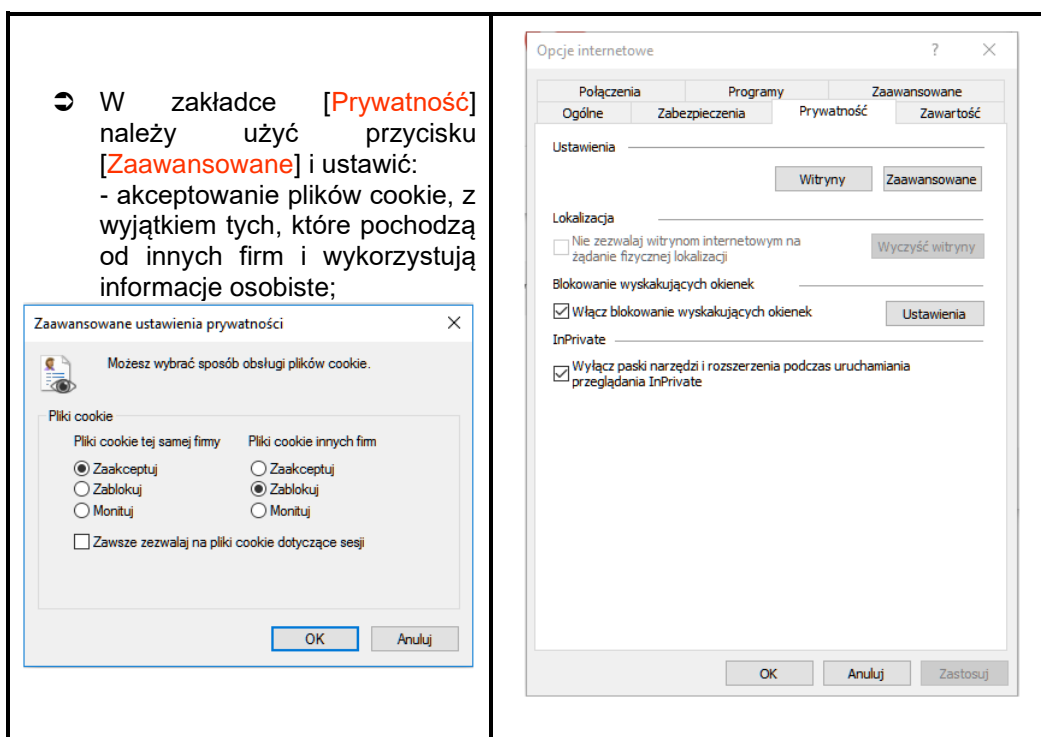 ➲ W zakładce [Prywatność]
należy użyć przycisku
[Zaawansowane] i ustawić:
- akceptowanie plików cookie, z
wyjątkiem tych, które pochodzą
od innych firm i wykorzystują
informacje osobiste;
Zaawansowane ustawienia prywatności
Możesz wybrać sposób obsługi plików cookie.
Pliki cookie
Pliki cookie tej samej firmy Pliki cookie innych firm
Zaakceptuj Zaakceptuj
Zablokuj Zablokuj
Monituj Monituj
Zawsze zezwalaj na pliki cookie dotyczące sesji
OK Anuluj
Opcje internetowe ?
Połączenia Programy Zaawansowane
Ogólne Zabezpieczenia Prywatność Zawartość
Ustawienia
Witryny Zaawansowane
Lokalizacja
Nie zezwalaj witrynom internetowym na
żądanie fizycznej lokalizacji
Wyczyść witryny
Blokowanie wyskakujących okienek
Włącz blokowanie wyskakujących okienek Ustawienia
InPrivate
Wyłącz paski narzędzi i rozszerzenia podczas uruchamiania
przeglądania InPrivate
OK Anuluj Zastosuj